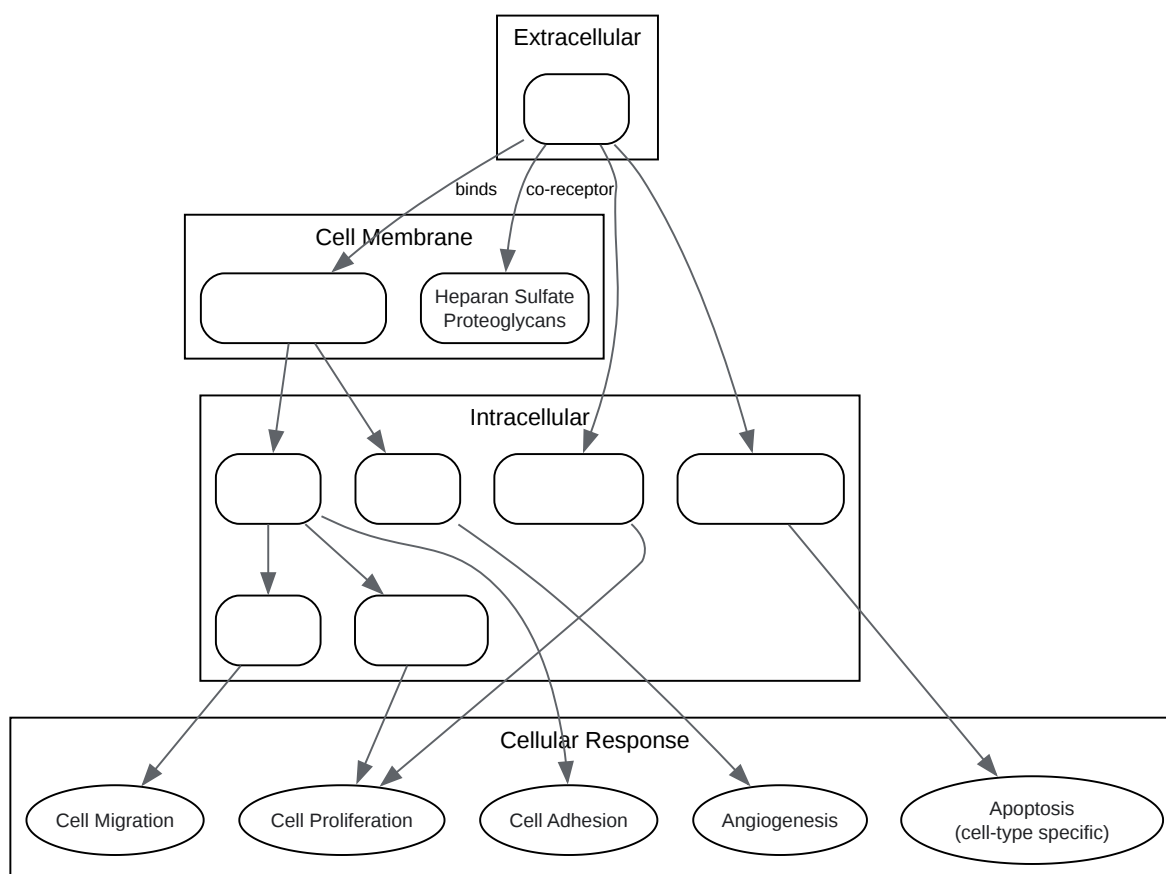 Extracellular
binds
co-receptor
Cell Membrane
Heparan Sulfate
Proteoglycans
Intracellular
Cellular Response
Cell Migration
Cell Proliferation
Cell Adhesion
Angiogenesis
Apoptosis
(cell-type specific)